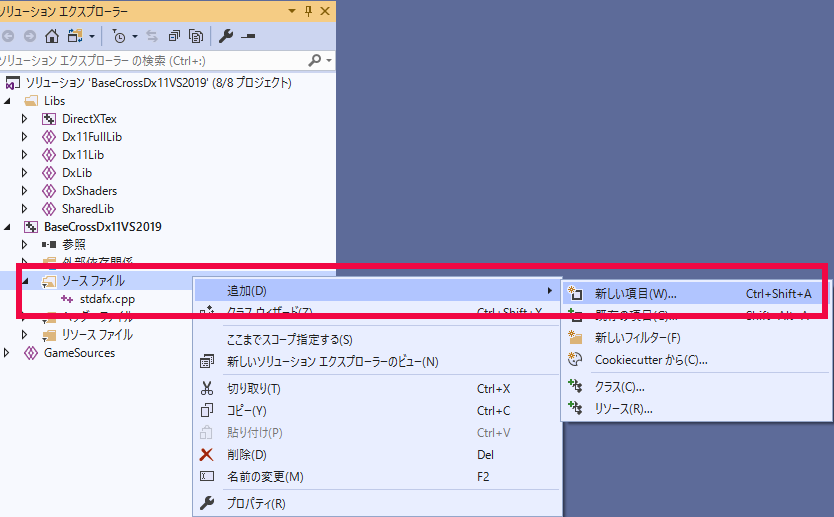 ソリューション エクスプローラー
ソリューション エクスプローラー の検索 (Ctrl+:)
ソリューション 'BaseCrossDx11VS2019' (8/8 プロジェクト)
Libs
DirectXTex
Dx11FullLib
Dx11Lib
DxLib
DxShaders
SharedLib
BaseCrossDx11VS2019
参照
外部依存関係
ソース ファイル
stdafx.cpp
ヘッダー ファイル
リソース ファイル
GameSources
追加(D)
クラス ウィザード(Z) Ctrl+Shift+X
ここまでスコープ指定する(S)
新しいソリューション エクスプローラーのビュー(N)
切り取り(T) Ctrl+X
コピー(Y) Ctrl+C
貼り付け(P) Ctrl+V
削除(D) Del
名前の変更(M) F2
プロパティ(R)
新しい項目(W)... Ctrl+Shift+A
既存の項目(G)... Shift+Alt+A
新しいフィルター(F)
Cookiecutter から(C)...
クラス(C)...
リソース(R)...